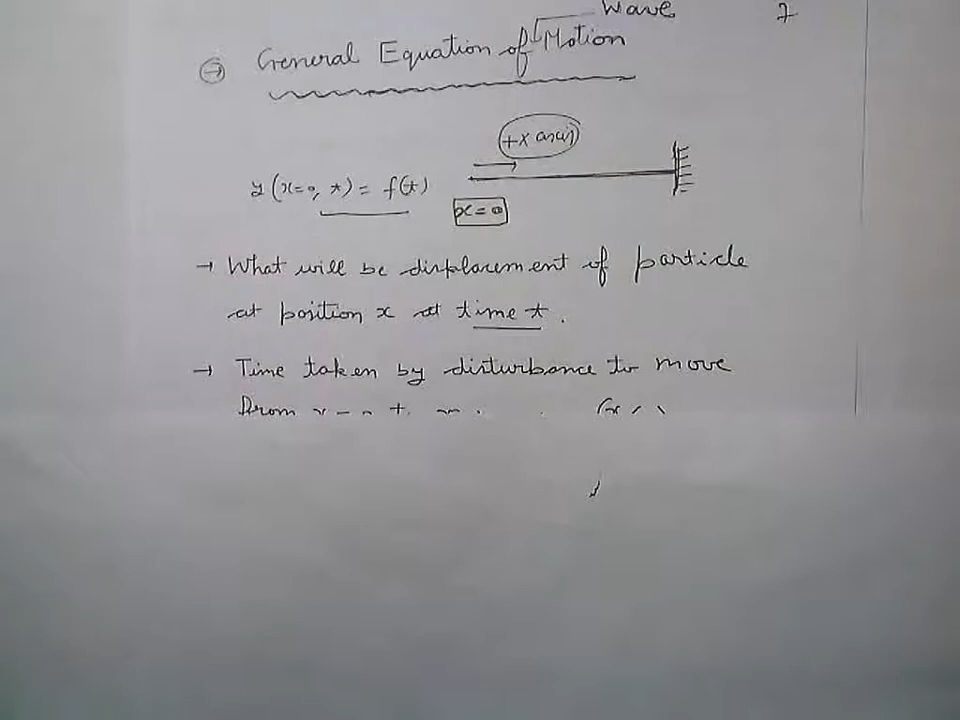 Wave 7
→ General Equation of √ Motion
+x axis
y (x=0, t) = f(t)
x=0
→ What will be displacement of particle
at position x at time t.
→ Time taken by disturbance to move
from